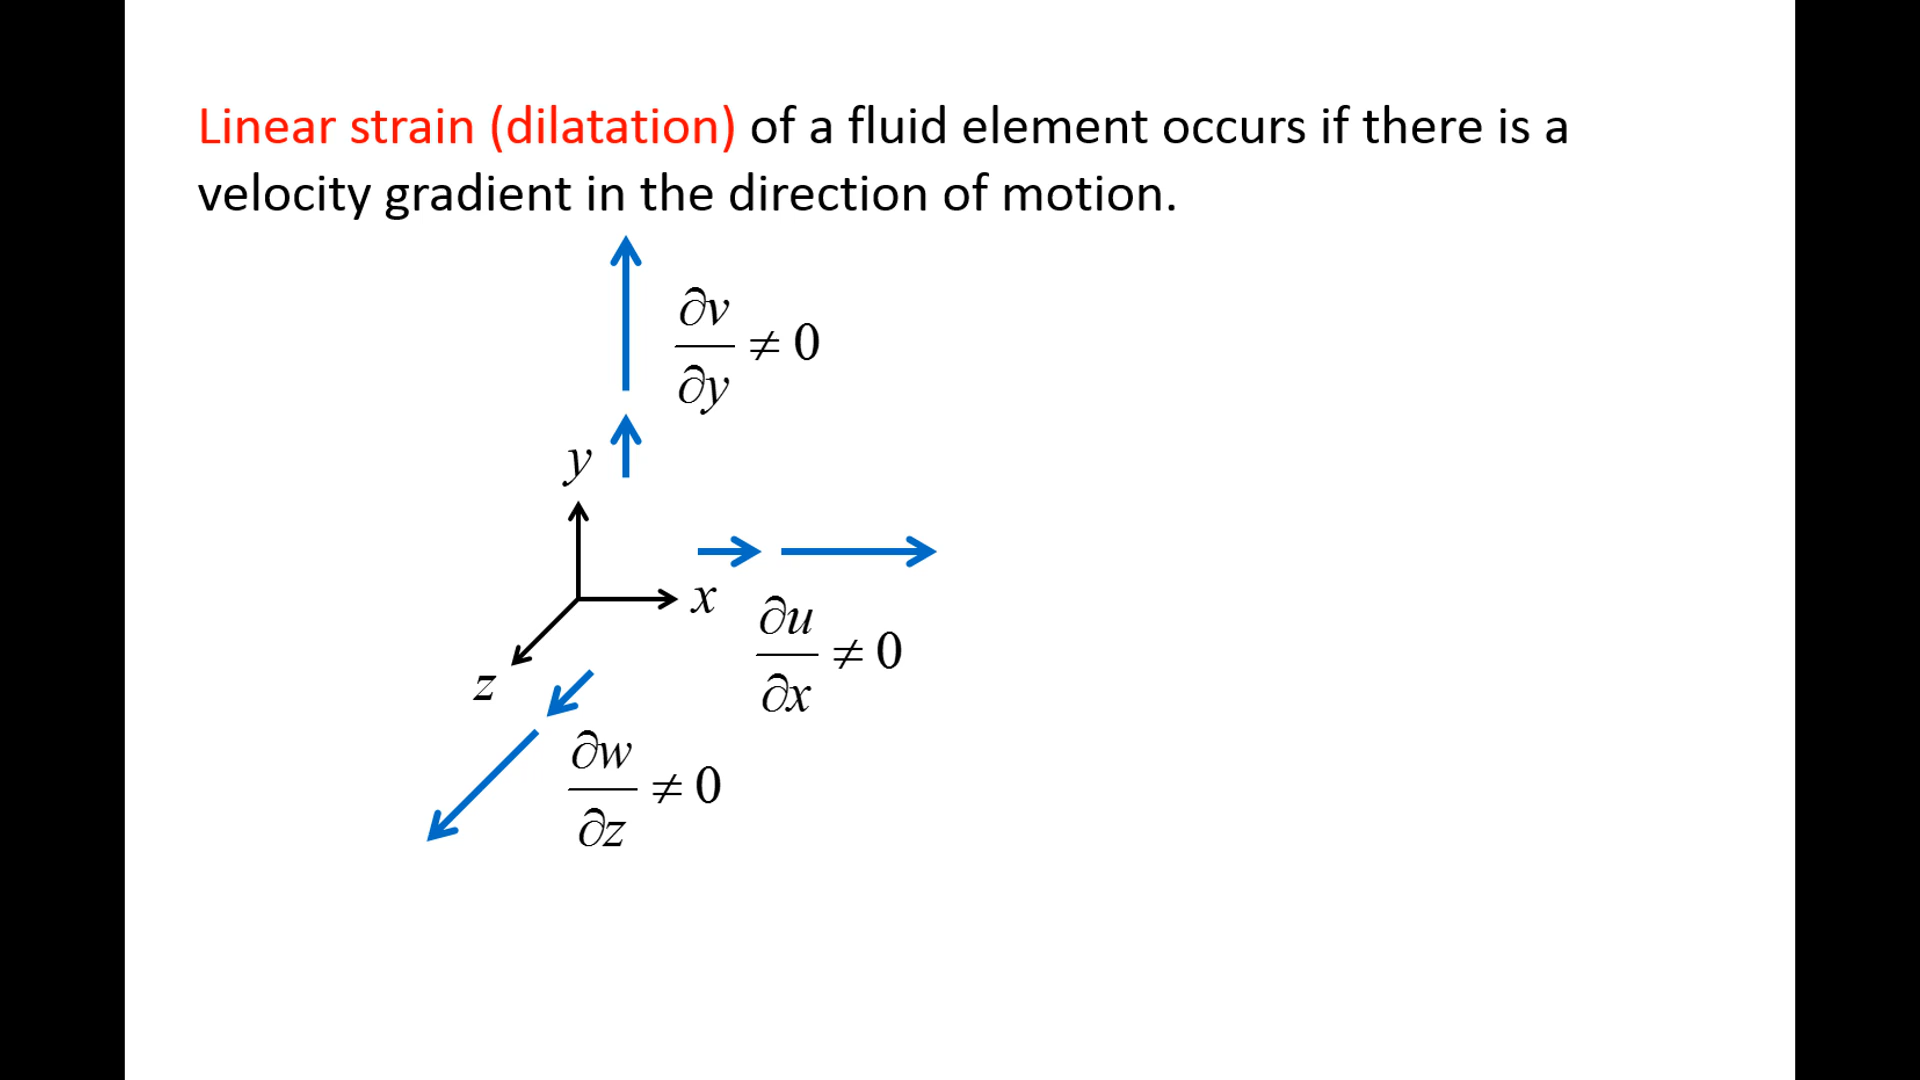 Linear strain (dilatation) of a fluid element occurs if there is a
velocity gradient in the direction of motion.
∂v/∂y ≠ 0
y
x
∂u/∂x ≠ 0
z
∂w/∂z ≠ 0